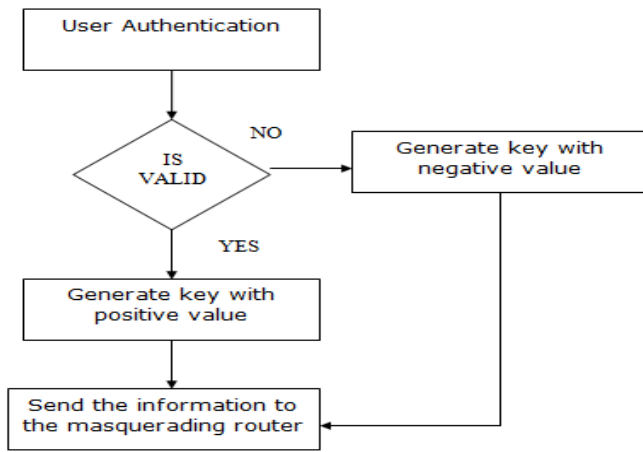 User Authentication
NO
IS
VALID
Generate key with
negative value
YES
Generate key with
positive value
Send the information to
the masquerading router